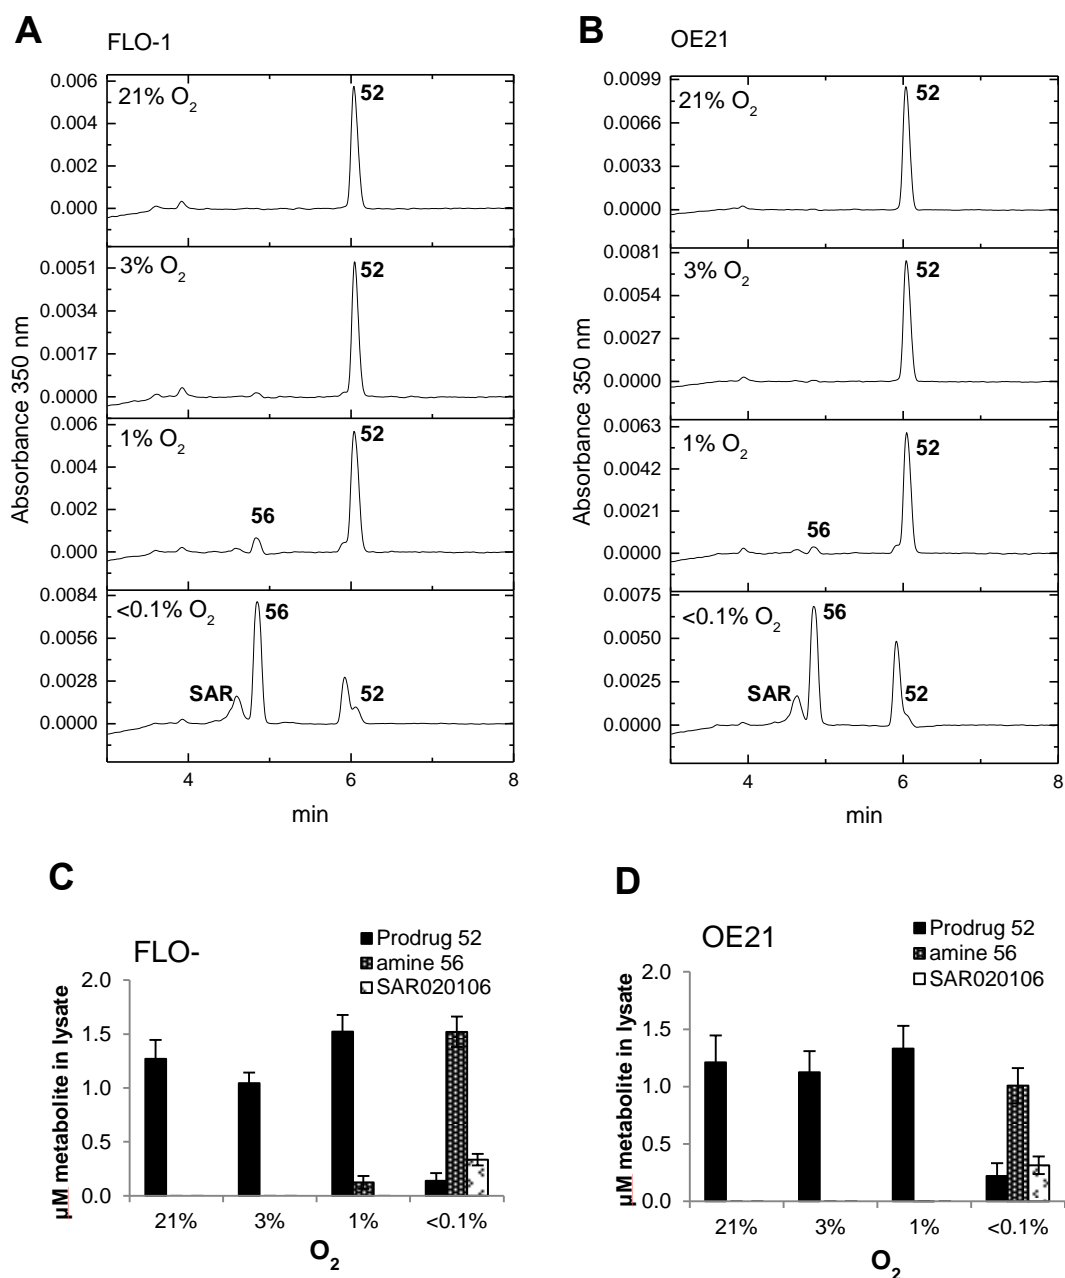 A
FLO-1
Absorbance 350 nm
21% O2
52
0.006
0.004
0.002
0.000
3% O2
52
0.0051
0.0034
0.0017
0.0000
1% O2
52
56
0.006
0.004
0.002
0.000
<0.1% O2
56
SAR
52
0.0084
0.0056
0.0028
0.0000
4 6 8
min
B
OE21
Absorbance 350 nm
21% O2
52
0.0099
0.0066
0.0033
0.0000
3% O2
52
0.0081
0.0054
0.0027
0.0000
1% O2
52
56
0.0063
0.0042
0.0021
0.0000
<0.1% O2
56
SAR
52
0.0075
0.0050
0.0025
0.0000
4 6 8
min
C
FLO-
Prodrug 52
amine 56
SAR020106
µM metabolite in lysate
2.0
1.5
1.0
0.5
0.0
21% 3% 1% <0.1%
O2
D
OE21
Prodrug 52
amine 56
SAR020106
µM metabolite in lysate
2.0
1.5
1.0
0.5
0.0
21% 3% 1% <0.1%
O2